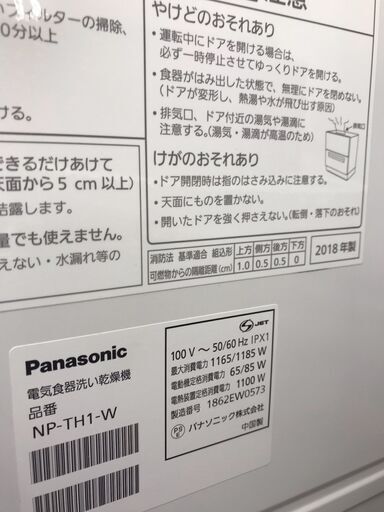 フィルターの掃除、
0分以上
ける。
できるだけあけて
天面から5cm以上)
結露します。
量でも使えません。
えない・水漏れ等の
やけどのおそれあり
・運転中にドアを開ける場合は、
必ず一時停止させてゆっくりドアを開ける。
・食器がはみ出した状態で、無理にドアを閉めない。
(ドアが変形し、熱湯や水が飛び出す原因)
・排気口、ドア付近の湯気や湯滴に
注意する。(湯気・湯滴が高温のため)
排気口
けがのおそれあり
・ドア開閉時は指のはさみ込みに注意する。
・天面にものを置かない。
・開いたドアを強く押さえない。(転倒・落下のおそれ)
消防法 基準適合 組込形 上方 側方 後方 下方
可燃物からの離隔距離(cm) 1.0 0.5 0.5 0
2018年製
Panasonic
電気食器洗い乾燥機
品番
NP-TH1-W
JET
100 V～50/60 Hz IPX1
最大消費電力 1165/1185 W
電動機定格消費電力 65/85 W
電熱装置定格消費電力 1100 W
製造番号 1862EW0573
PSE パナソニック株式会社
中国製